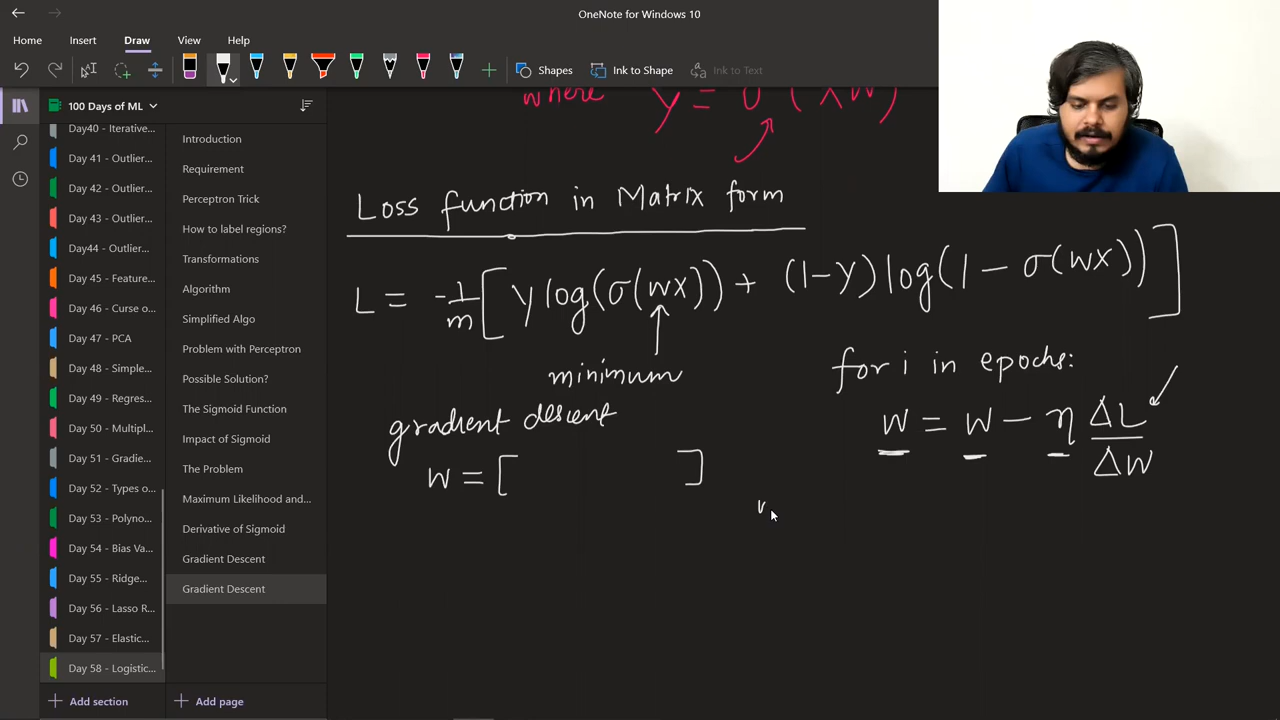 OneNote for Windows 10
Home Insert Draw View Help
Shapes Ink to Shape Ink to Text
100 Days of ML
Day40 - Iterative...
Day 41 - Outlier...
Day 42 - Outlier...
Day 43 - Outlier...
Day44 - Outlier...
Day 45 - Feature...
Day 46 - Curse o...
Day 47 - PCA
Day 48 - Simple...
Day 49 - Regres...
Day 50 - Multipl...
Day 51 - Gradie...
Day 52 - Types o...
Day 53 - Polyno...
Day 54 - Bias Va...
Day 55 - Ridge...
Day 56 - Lasso R...
Day 57 - Elastic...
Day 58 - Logistic...
Add section
Introduction
Requirement
Perceptron Trick
How to label regions?
Transformations
Algorithm
Simplified Algo
Problem with Perceptron
Possible Solution?
The Sigmoid Function
Impact of Sigmoid
The Problem
Maximum Likelihood and
Derivative of Sigmoid
Gradient Descent
Gradient Descent
Add page
where Y = σ(XW)
Loss function in Matrix form
L = -1/m [Y log(σ(wx)) + (1-Y) log(1 - σ(wx))]
minimum
gradient descent
W = [ ]
for i in epochs:
W = W - η ΔL/ΔW